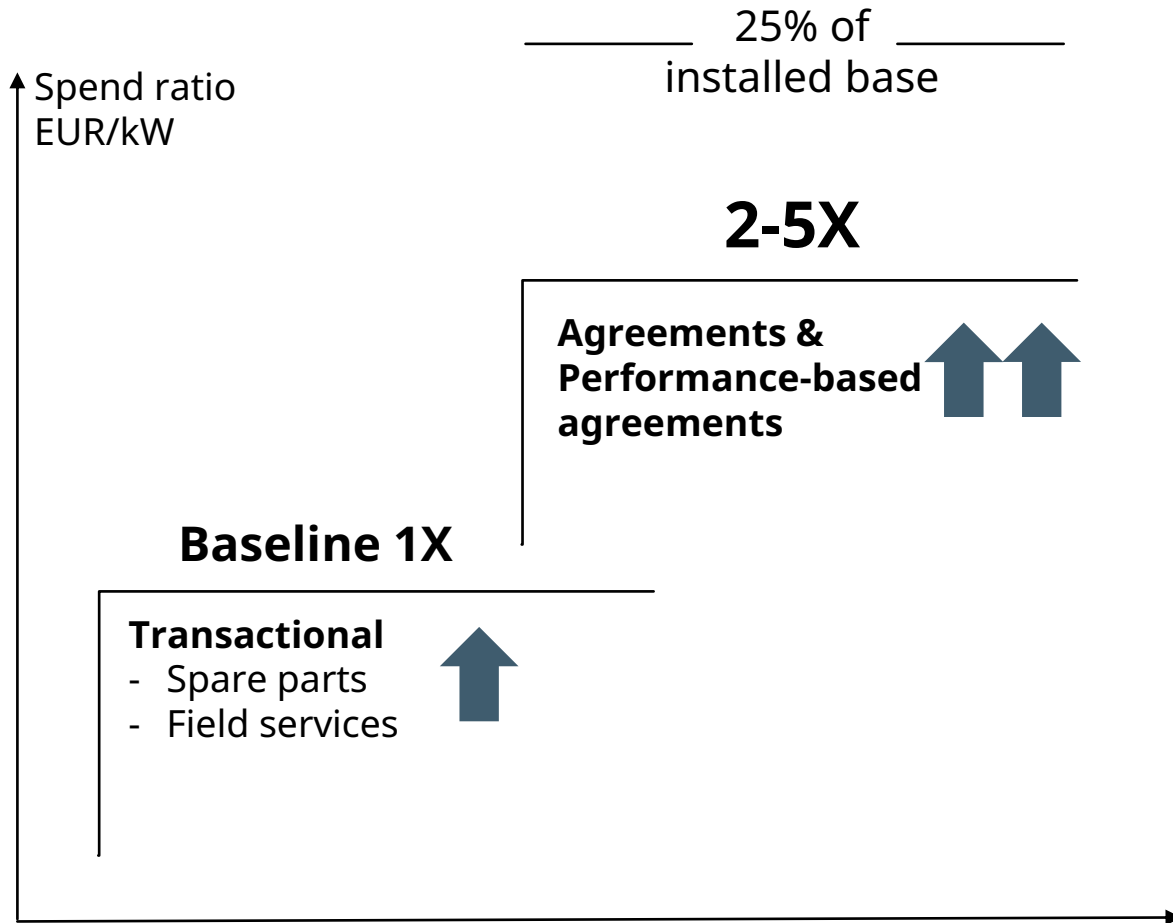 25% of
installed base
Spend ratio
EUR/kW
2-5X
Agreements &
Performance-based
agreements
Baseline 1X
Transactional
- Spare parts
- Field services